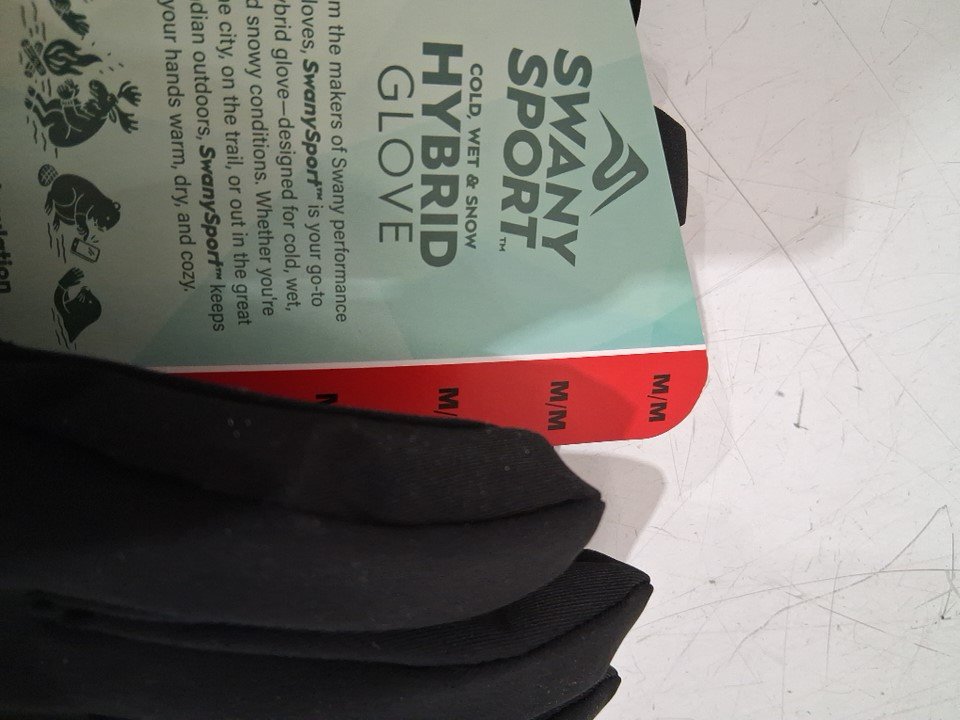 SWANY
SPORT™
COLD, WET & SNOW
HYBRID
GLOVE
m the makers of Swany performance
loves, SwanySport™ is your go-to
brid glove—designed for cold, wet,
d snowy conditions. Whether you're
e city, on the trail, or out in the great
dian outdoors, SwanySport™ keeps
your hands warm, dry, and cozy.
M/M
M/M
M/